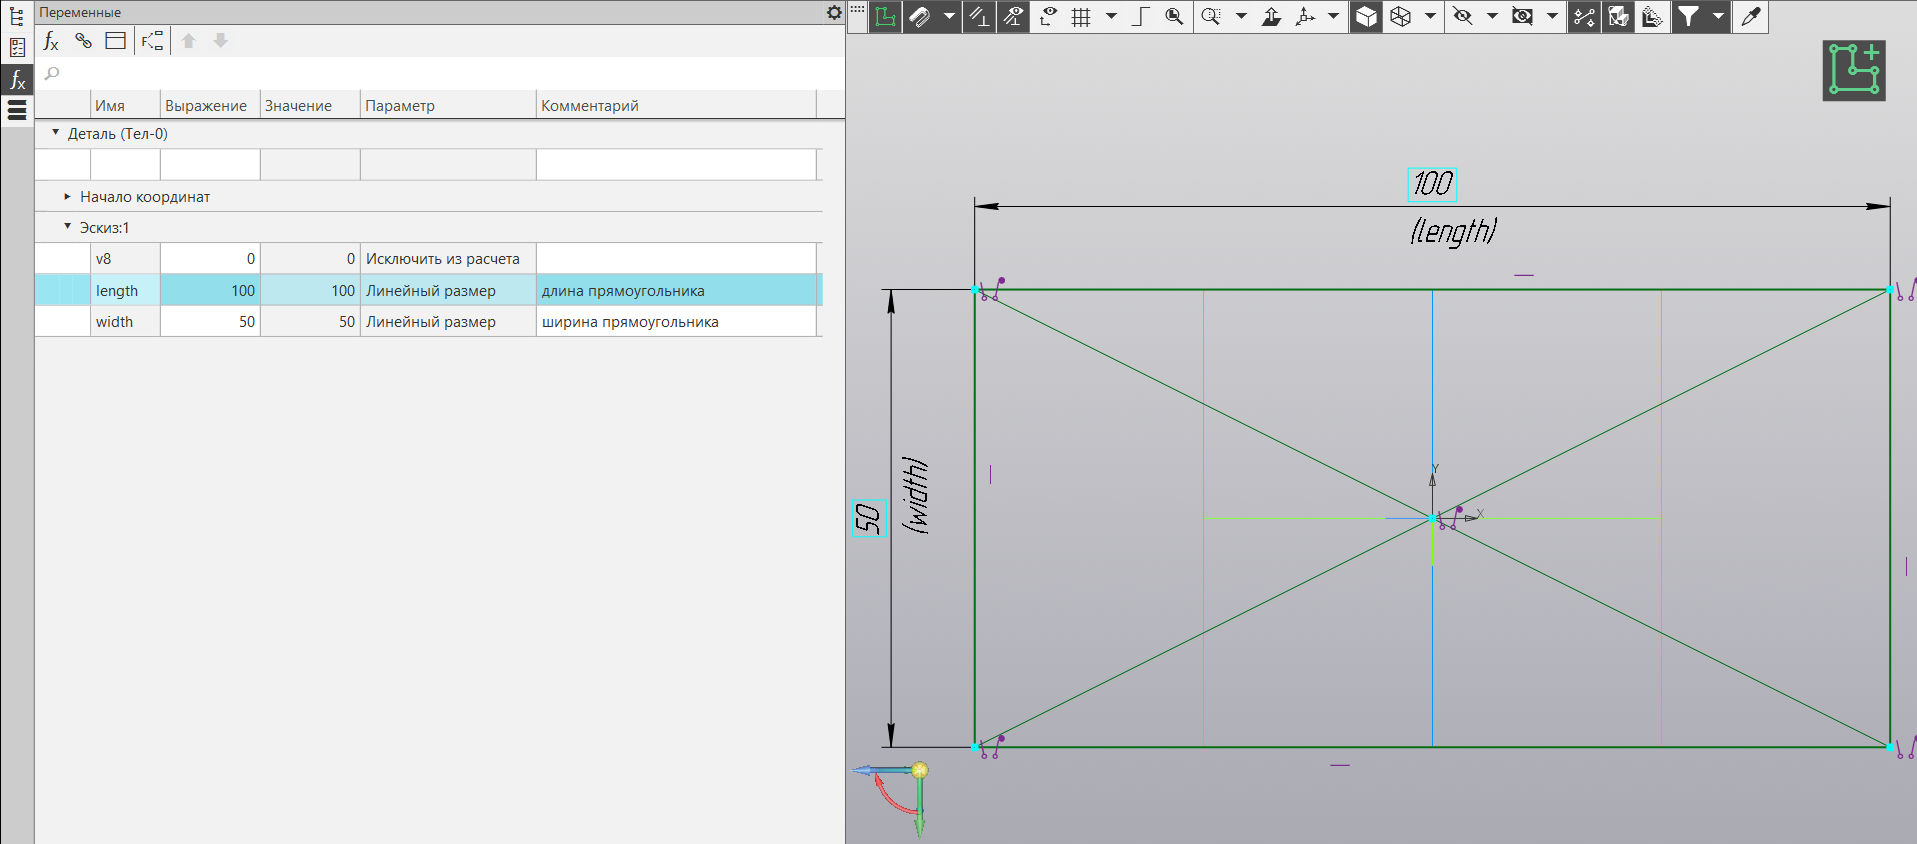 Переменные
Имя Выражение Значение Параметр Комментарий
Деталь (Тел-0)
Начало координат
Эскиз:1
v8 0 0 Исключить из расчета
length 100 100 Линейный размер длина прямоугольника
width 50 50 Линейный размер ширина прямоугольника
100
(length)
50
(width)
Y
X